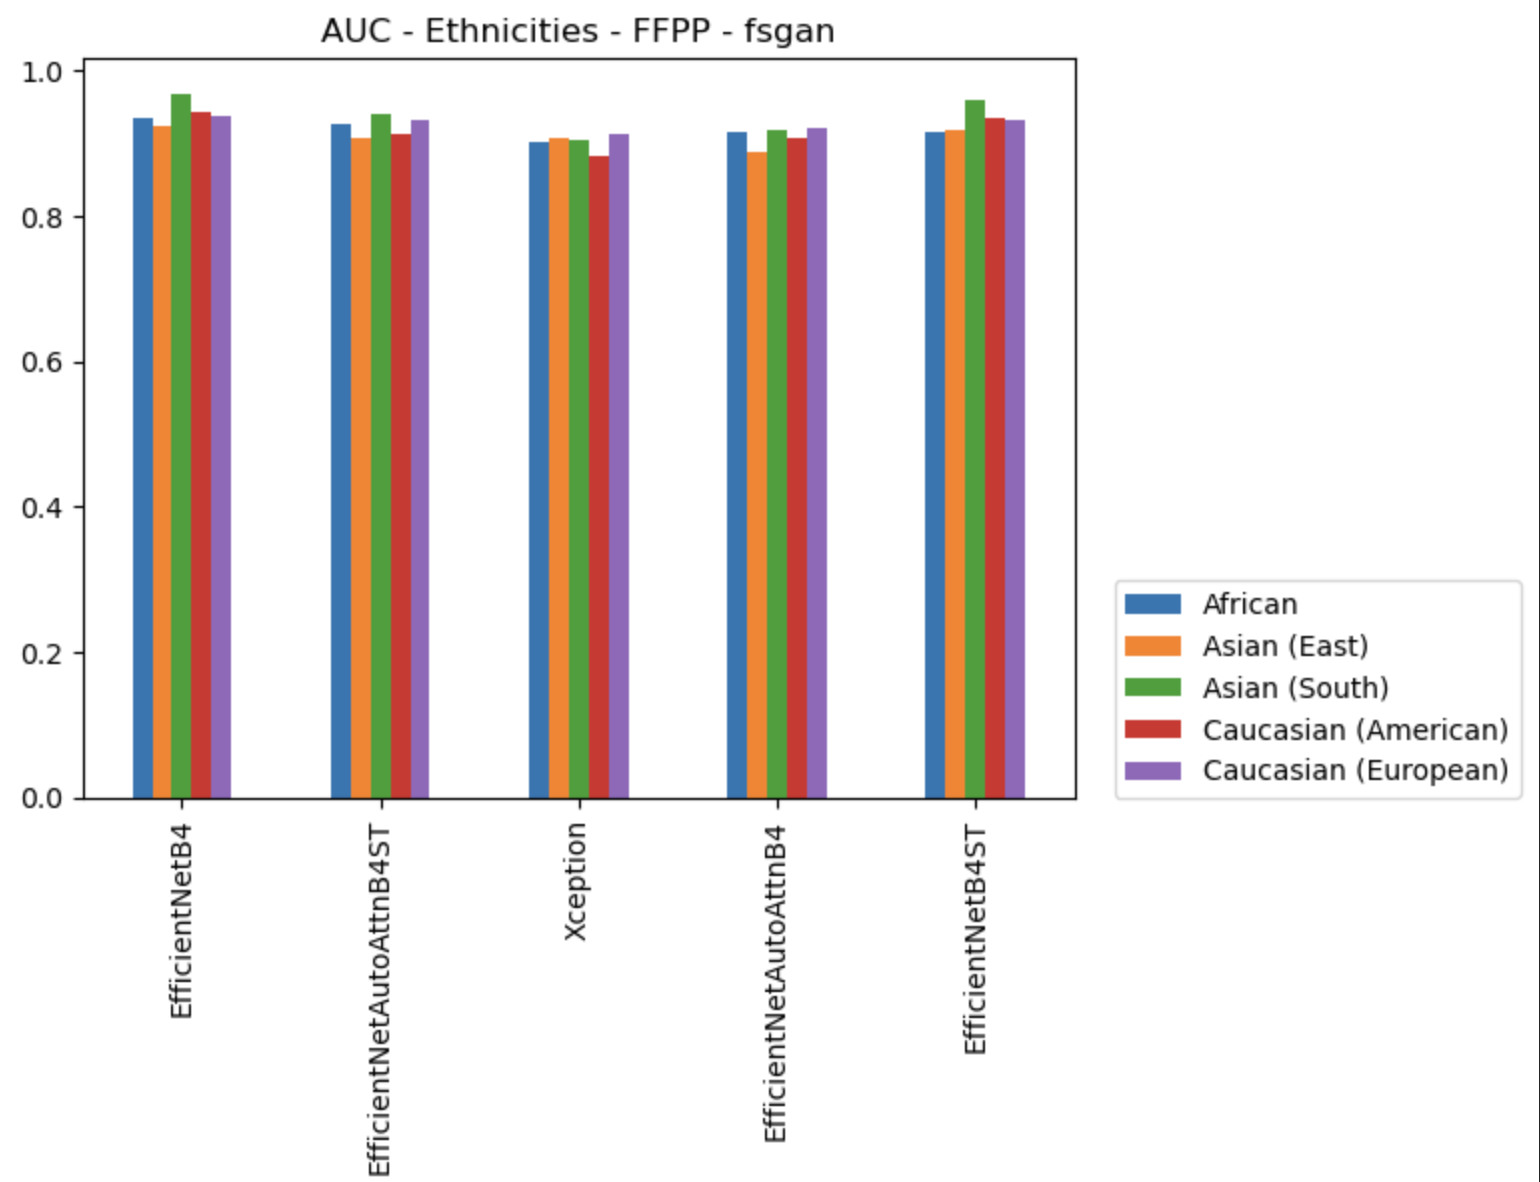 AUC - Ethnicities - FFPP - fsgan
1.0
0.8
0.6
0.4
0.2
0.0
EfficientNetB4
EfficientNetAutoAttnB4ST
Xception
EfficientNetAutoAttnB4
EfficientNetB4ST
African
Asian (East)
Asian (South)
Caucasian (American)
Caucasian (European)